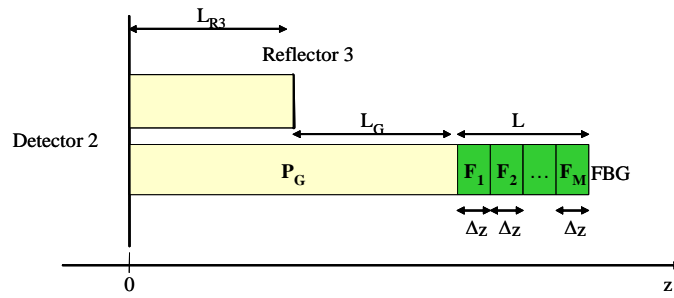 L_R3
Reflector 3
L_G
L
Detector 2
P_G
F_1
F_2
...
F_M
FBG
Δz
Δz
Δz
0
z